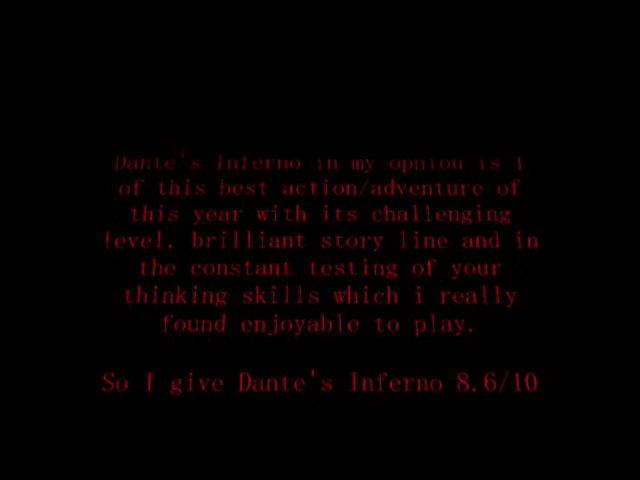 Dante's Inferno in my opnion is 1
of this best action/adventure of
this year with its challenging
level, brilliant story line and in
the constant testing of your
thinking skills which i really
found enjoyable to play.
So I give Dante's Inferno 8.6/10